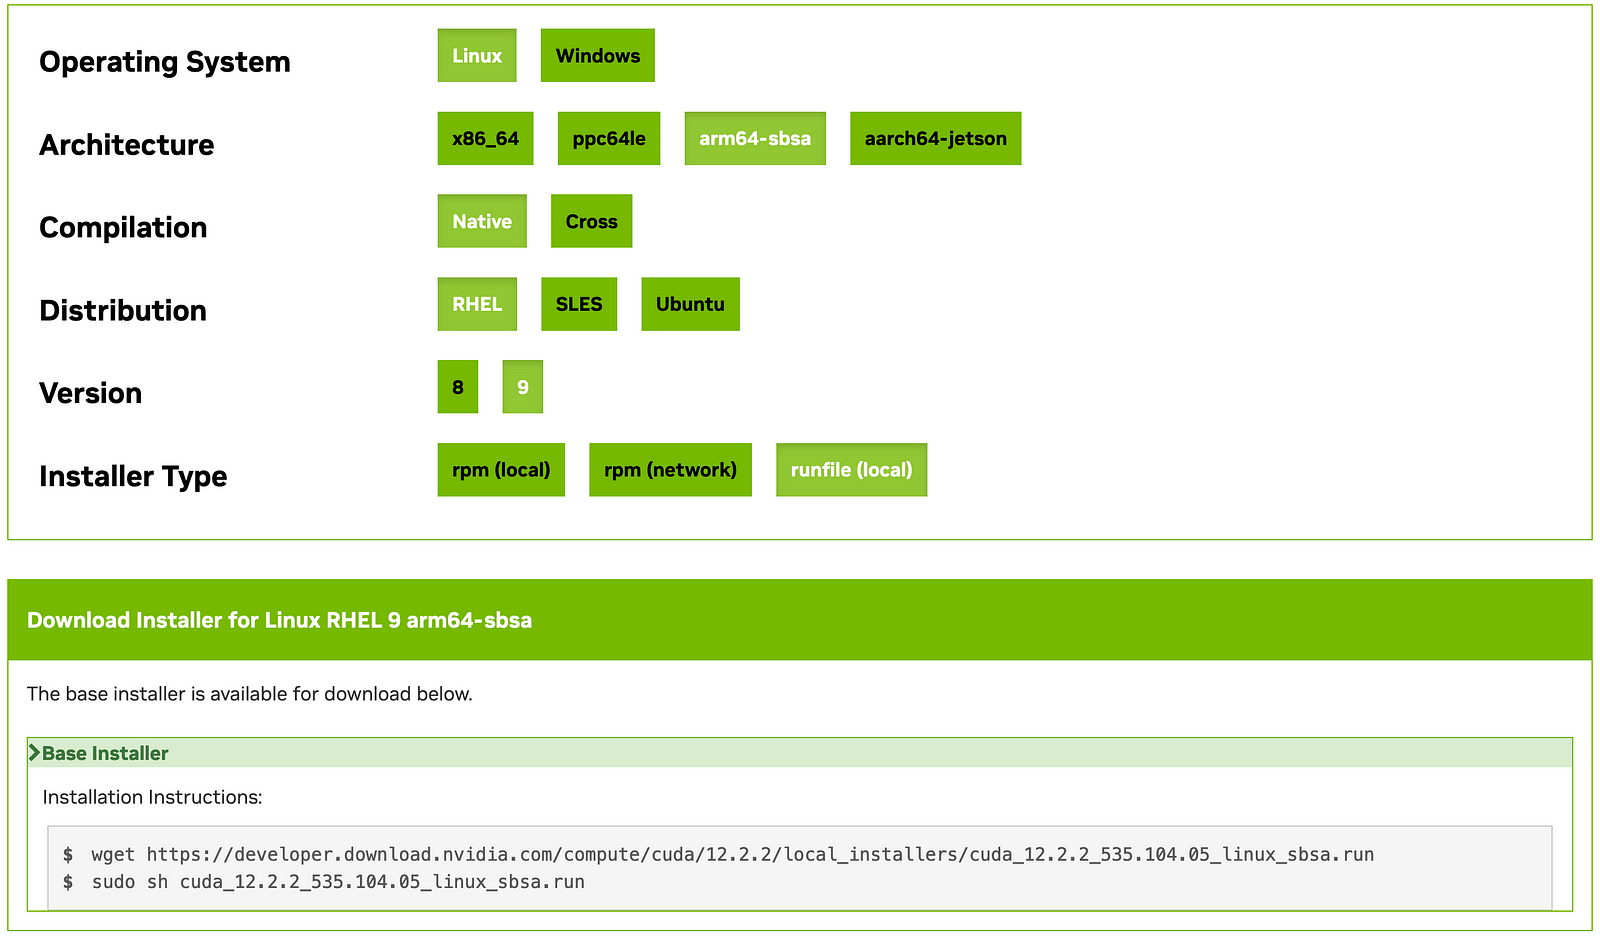 Operating System Linux Windows
Architecture x86_64 ppc64le arm64-sbsa aarch64-jetson
Compilation Native Cross
Distribution RHEL SLES Ubuntu
Version 8 9
Installer Type rpm (local) rpm (network) runfile (local)
Download Installer for Linux RHEL 9 arm64-sbsa
The base installer is available for download below.
Base Installer
Installation Instructions:
$ wget https://developer.download.nvidia.com/compute/cuda/12.2.2/local_installers/cuda_12.2.2_535.104.05_linux_sbsa.run
$ sudo sh cuda_12.2.2_535.104.05_linux_sbsa.run